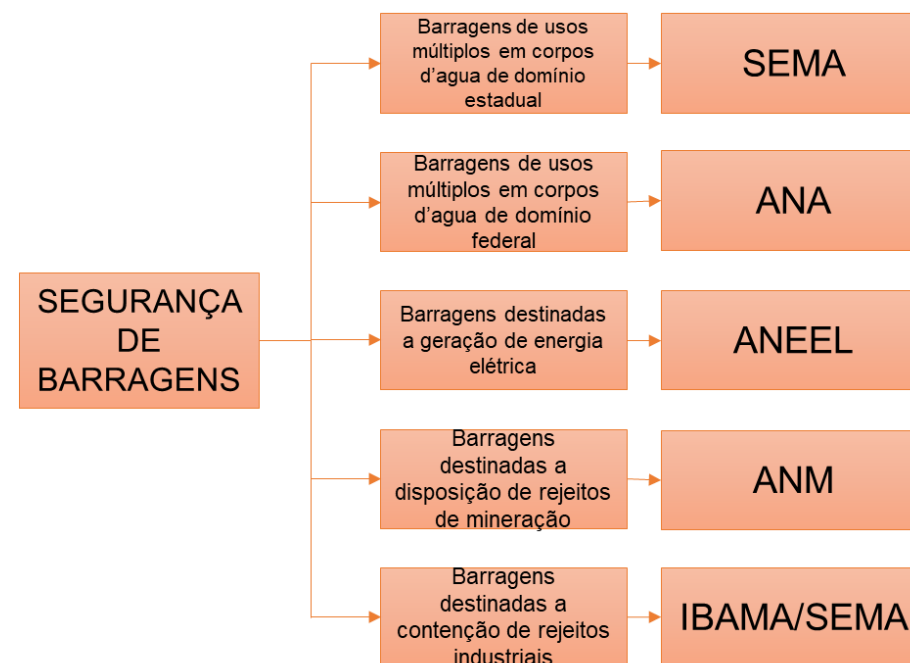 Barragens de usos
múltiplos em corpos
d'agua de domínio
estadual
SEMA
Barragens de usos
múltiplos em corpos
d'agua de domínio
federal
ANA
SEGURANÇA
DE
BARRAGENS
Barragens destinadas
a geração de energia
elétrica
ANEEL
Barragens
destinadas a
disposição de rejeitos
de mineração
ANM
Barragens
destinadas a
contenção de rejeitos
industriais
IBAMA/SEMA